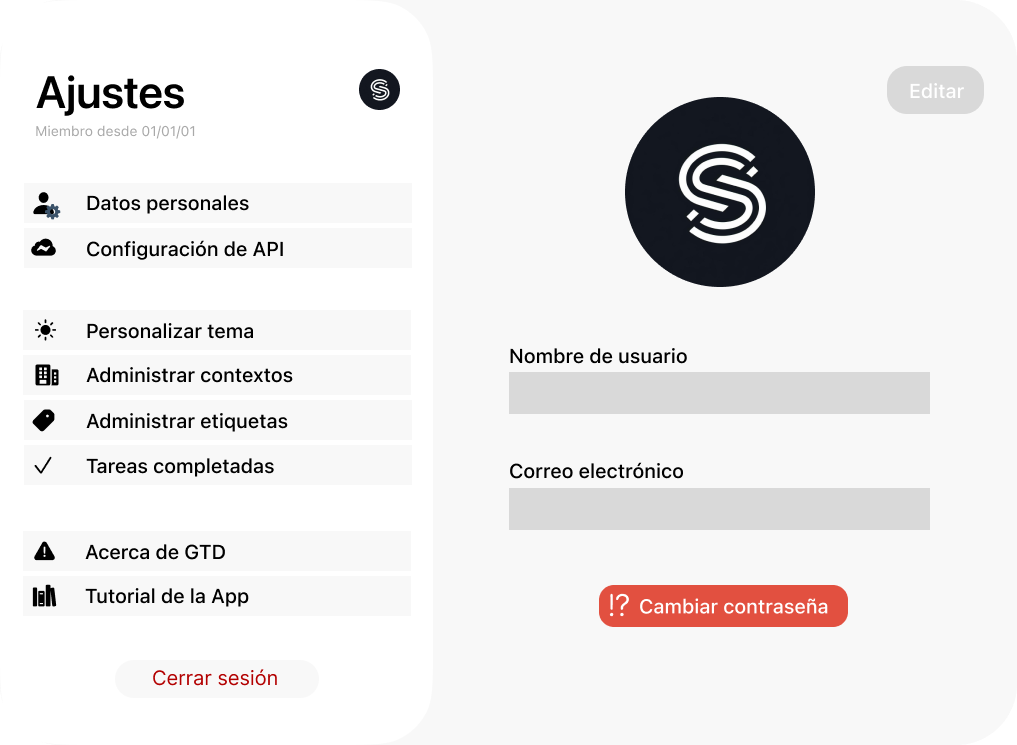 Ajustes
Miembro desde 01/01/01
Datos personales
Configuración de API
Personalizar tema
Administrar contextos
Administrar etiquetas
Tareas completadas
Acerca de GTD
Tutorial de la App
Cerrar sesión
Editar
Nombre de usuario
Correo electrónico
!? Cambiar contraseña